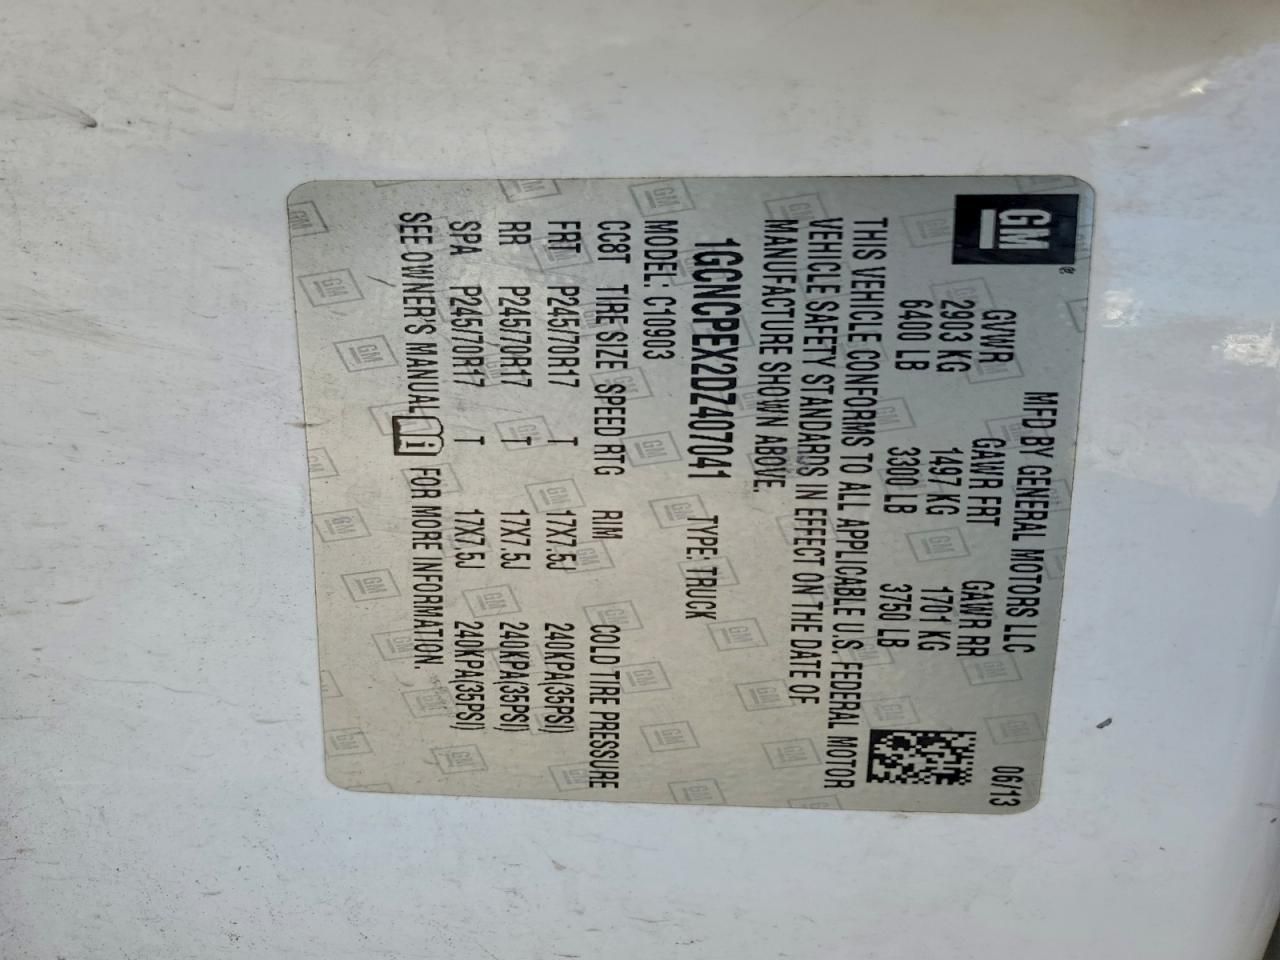 GM
MFD BY GENERAL MOTORS LLC 06/13
GVWR GAWR FRT GAWR RR
2903 KG 1497 KG 1701 KG
6400 LB 3300 LB 3750 LB
THIS VEHICLE CONFORMS TO ALL APPLICABLE U.S. FEDERAL MOTOR
VEHICLE SAFETY STANDARDS IN EFFECT ON THE DATE OF
MANUFACTURE SHOWN ABOVE.
1GCNCPEX2DZ407041 TYPE: TRUCK
MODEL: C10903
CC8T TIRE SIZE SPEED RTG RIM COLD TIRE PRESSURE
FRT P245/70R17 T 17X7.5J 240KPA(35PSI)
RR P245/70R17 T 17X7.5J 240KPA(35PSI)
SPA P245/70R17 T 17X7.5J 240KPA(35PSI)
SEE OWNER'S MANUAL i FOR MORE INFORMATION.